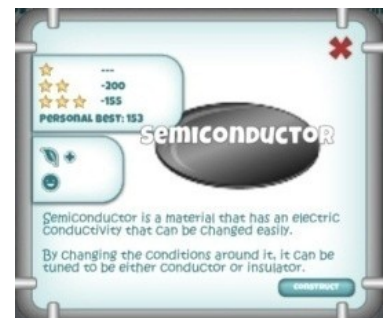 ---
-200
-155
PERSONAL BEST: 153
SEMICONDUCTOR
+
Semiconductor is a material that has an electric
conductivity that can be changed easily.
By changing the conditions around it, it can be
tuned to be either conductor or insulator.
CONSTRUCT